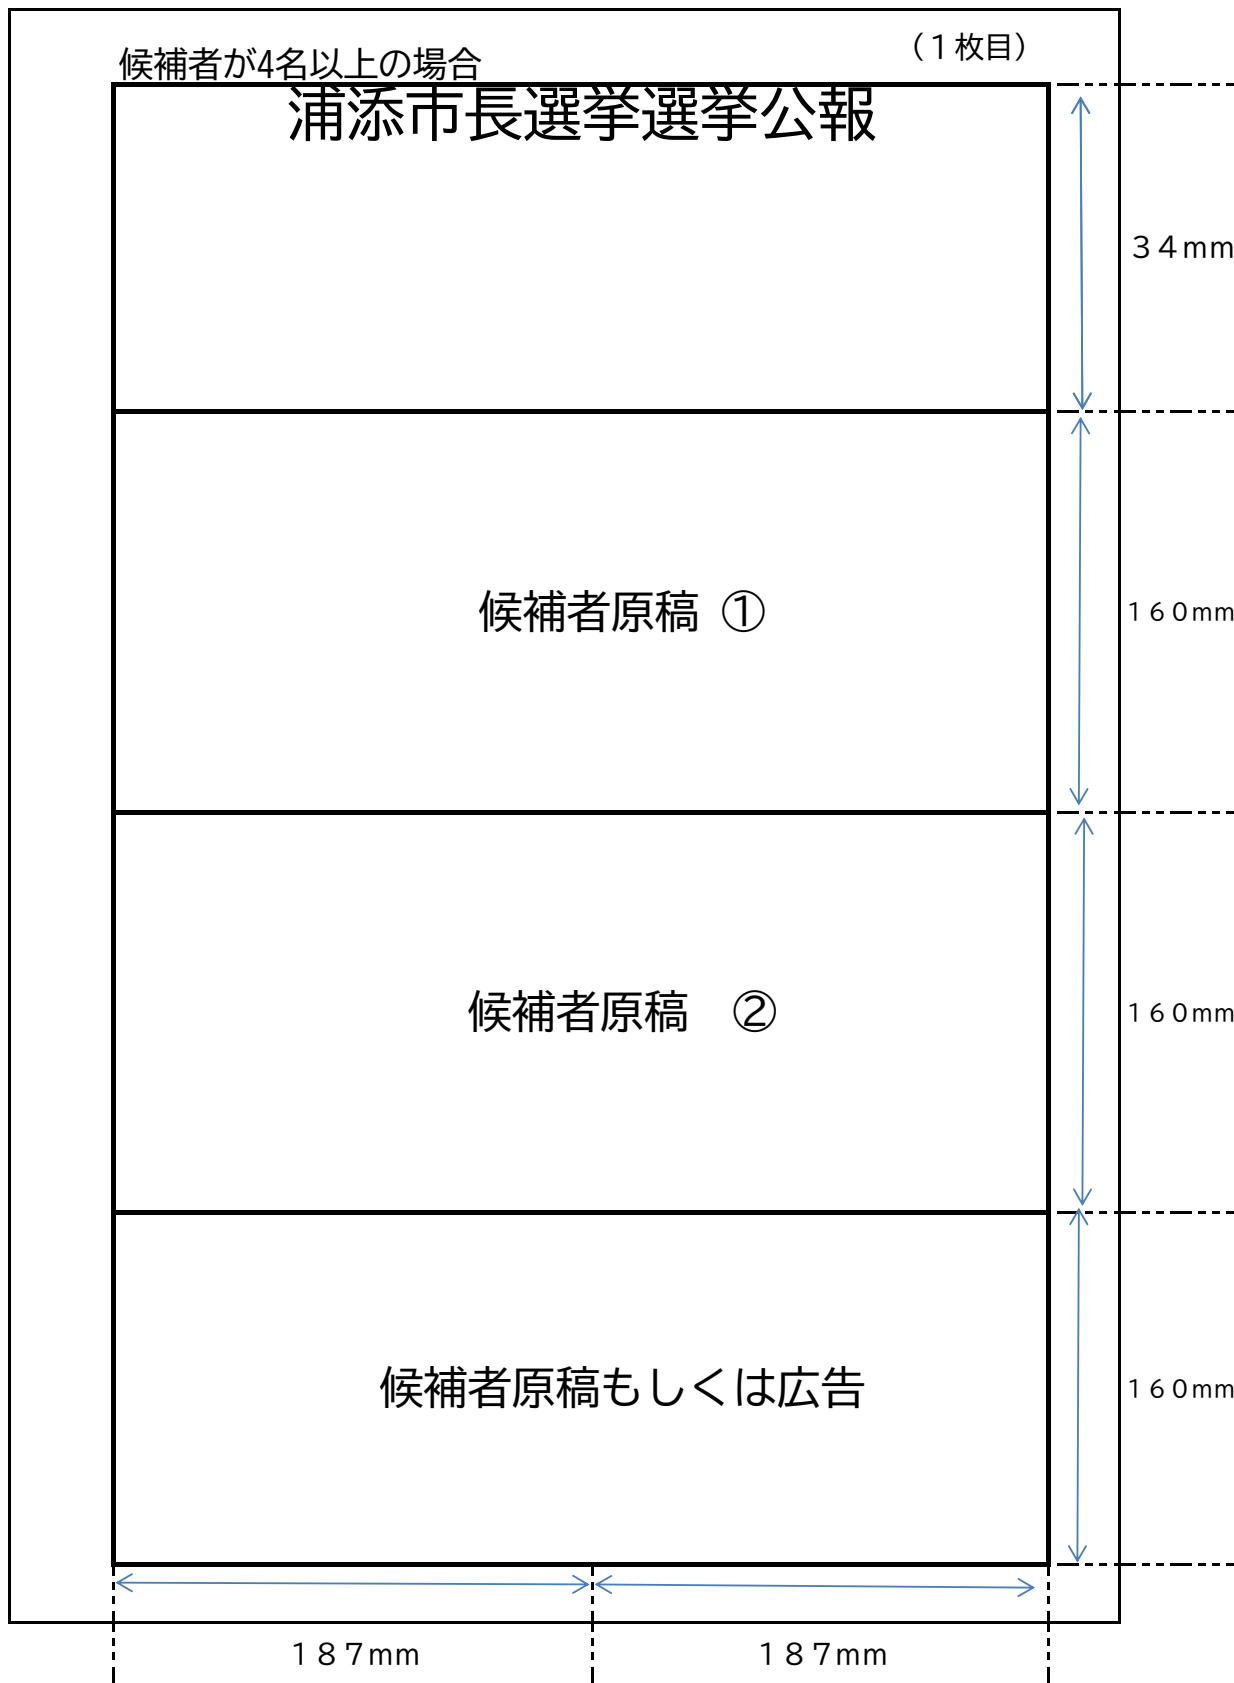 候補者が4名以上の場合
（１枚目）
浦添市長選挙選挙公報
３４mm
候補者原稿 ①
１６０mm
候補者原稿　②
１６０mm
候補者原稿もしくは広告
１６０mm
１８７mm
１８７mm